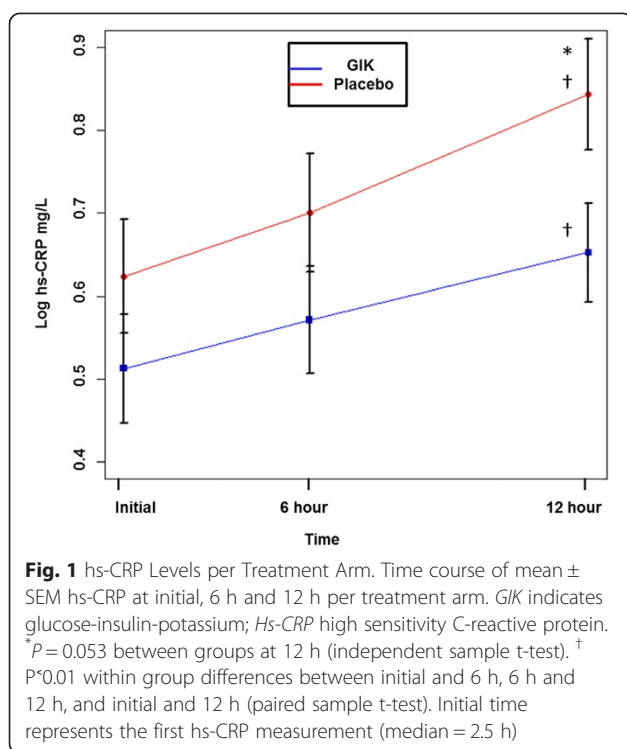 0.9
0.8
0.7
0.6
0.5
0.4
Log hs-CRP mg/L
GIK
Placebo
*
†
†
Initial
6 hour
12 hour
Time
Fig. 1 hs-CRP Levels per Treatment Arm. Time course of mean ±
SEM hs-CRP at initial, 6 h and 12 h per treatment arm. GIK indicates
glucose-insulin-potassium; Hs-CRP high sensitivity C-reactive protein.
*P = 0.053 between groups at 12 h (independent sample t-test). †
P<0.01 within group differences between initial and 6 h, 6 h and
12 h, and initial and 12 h (paired sample t-test). Initial time
represents the first hs-CRP measurement (median = 2.5 h)